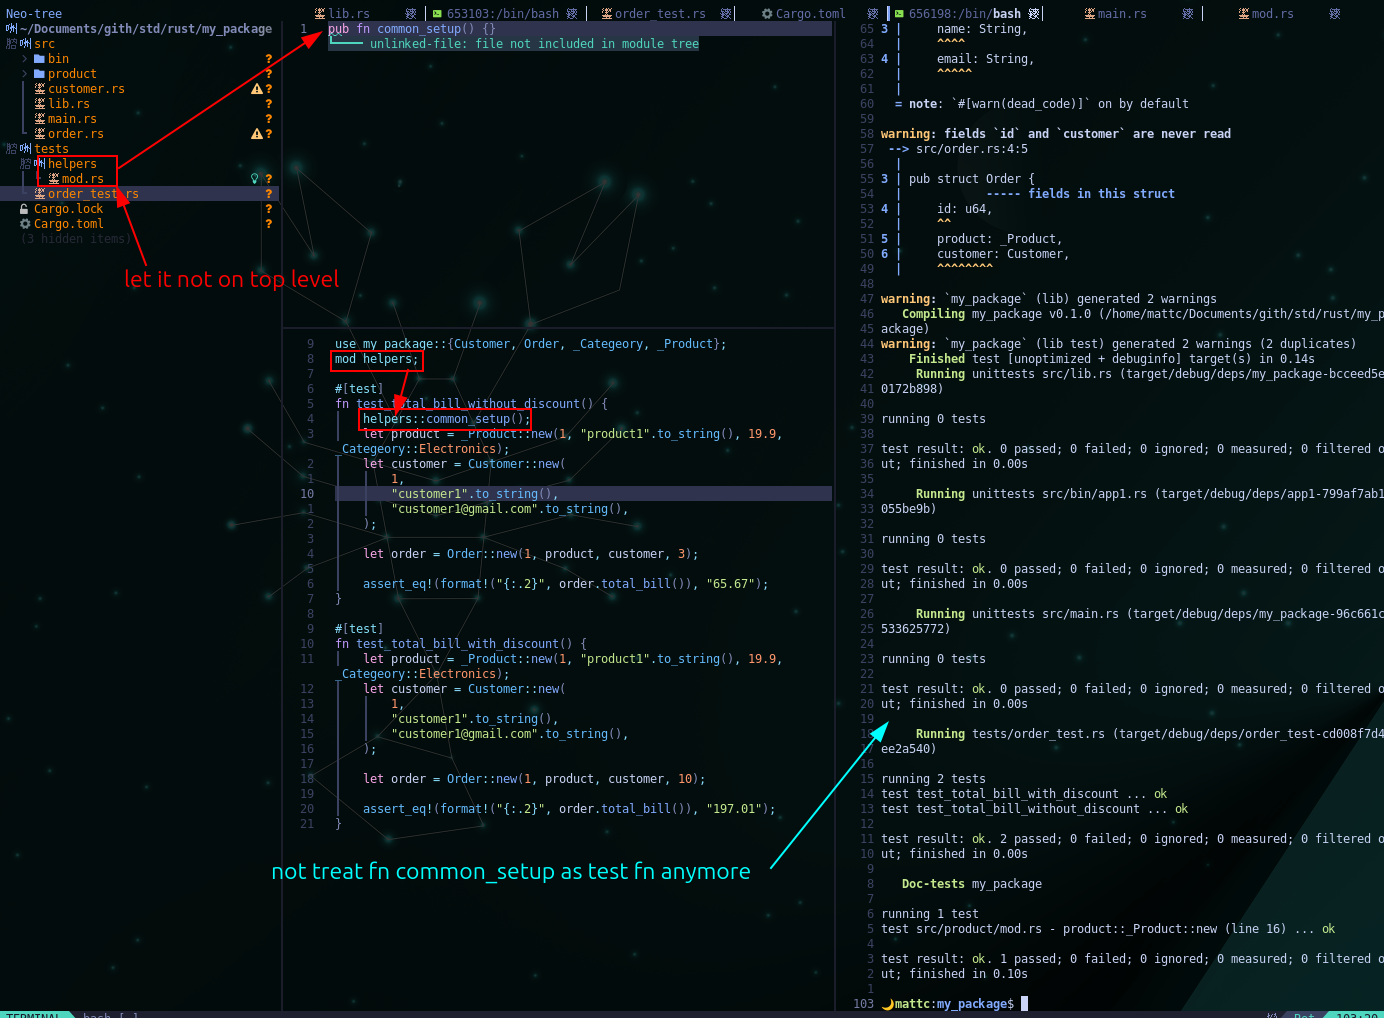 Neo-tree
~/Documents/gith/std/rust/my_package
src
bin ?
product ?
customer.rs ?
lib.rs ?
main.rs ?
order.rs ?
tests
helpers
mod.rs ?
order_test.rs ?
Cargo.lock ?
Cargo.toml ?
(3 hidden items)
let it not on top level
lib.rs 653103:/bin/bash order_test.rs Cargo.toml 656198:/bin/bash main.rs mod.rs
1 pub fn common_setup() {}
unlinked-file: file not included in module tree
9 use my_package::{Customer, Order, _Categeory, _Product};
8 mod helpers;
7
6 #[test]
5 fn test_total_bill_without_discount() {
4 helpers::common_setup();
3 let product = _Product::new(1, "product1".to_string(), 19.9,
_Categeory::Electronics);
2 let customer = Customer::new(
1 1,
10 "customer1".to_string(),
1 "customer1@gmail.com".to_string(),
2 );
3
4 let order = Order::new(1, product, customer, 3);
5
6 assert_eq!(format!("{:.2}", order.total_bill()), "65.67");
7 }
8
9 #[test]
10 fn test_total_bill_with_discount() {
11 let product = _Product::new(1, "product1".to_string(), 19.9,
_Categeory::Electronics);
12 let customer = Customer::new(
13 1,
14 "customer1".to_string(),
15 "customer1@gmail.com".to_string(),
16 );
17
18 let order = Order::new(1, product, customer, 10);
19
20 assert_eq!(format!("{:.2}", order.total_bill()), "197.01");
21 }
not treat fn common_setup as test fn anymore
65 3 | name: String,
64 | ^^^^
63 4 | email: String,
62 | ^^^^^
61 |
60 = note: `#[warn(dead_code)]` on by default
59
58 warning: fields `id` and `customer` are never read
57 --> src/order.rs:4:5
56 |
55 3 | pub struct Order {
54 | ----- fields in this struct
53 4 | id: u64,
52 | ^^
51 5 | product: _Product,
50 6 | customer: Customer,
49 | ^^^^^^^^
48
47 warning: `my_package` (lib) generated 2 warnings
46 Compiling my_package v0.1.0 (/home/mattc/Documents/gith/std/rust/my_p
45 ackage)
44 warning: `my_package` (lib test) generated 2 warnings (2 duplicates)
43 Finished test [unoptimized + debuginfo] target(s) in 0.14s
42 Running unittests src/lib.rs (target/debug/deps/my_package-bcceed5e
41 0172b898)
40
39 running 0 tests
38
37 test result: ok. 0 passed; 0 failed; 0 ignored; 0 measured; 0 filtered o
36 ut; finished in 0.00s
35
34 Running unittests src/bin/app1.rs (target/debug/deps/app1-799af7ab1
33 055be9b)
32
31 running 0 tests
30
29 test result: ok. 0 passed; 0 failed; 0 ignored; 0 measured; 0 filtered o
28 ut; finished in 0.00s
27
26 Running unittests src/main.rs (target/debug/deps/my_package-96c661c
25 533625772)
24
23 running 0 tests
22
21 test result: ok. 0 passed; 0 failed; 0 ignored; 0 measured; 0 filtered o
20 ut; finished in 0.00s
19
18 Running tests/order_test.rs (target/debug/deps/order_test-cd008f7d4
17 ee2a540)
16
15 running 2 tests
14 test test_total_bill_with_discount ... ok
13 test test_total_bill_without_discount ... ok
12
11 test result: ok. 2 passed; 0 failed; 0 ignored; 0 measured; 0 filtered o
10 ut; finished in 0.00s
9
8 Doc-tests my_package
7
6 running 1 test
5 test src/product/mod.rs - product::_Product::new (line 16) ... ok
4
3 test result: ok. 1 passed; 0 failed; 0 ignored; 0 measured; 0 filtered o
2 ut; finished in 0.10s
1
103 mattc:my_package$
TERMINAL bash [-] Bot 103:20